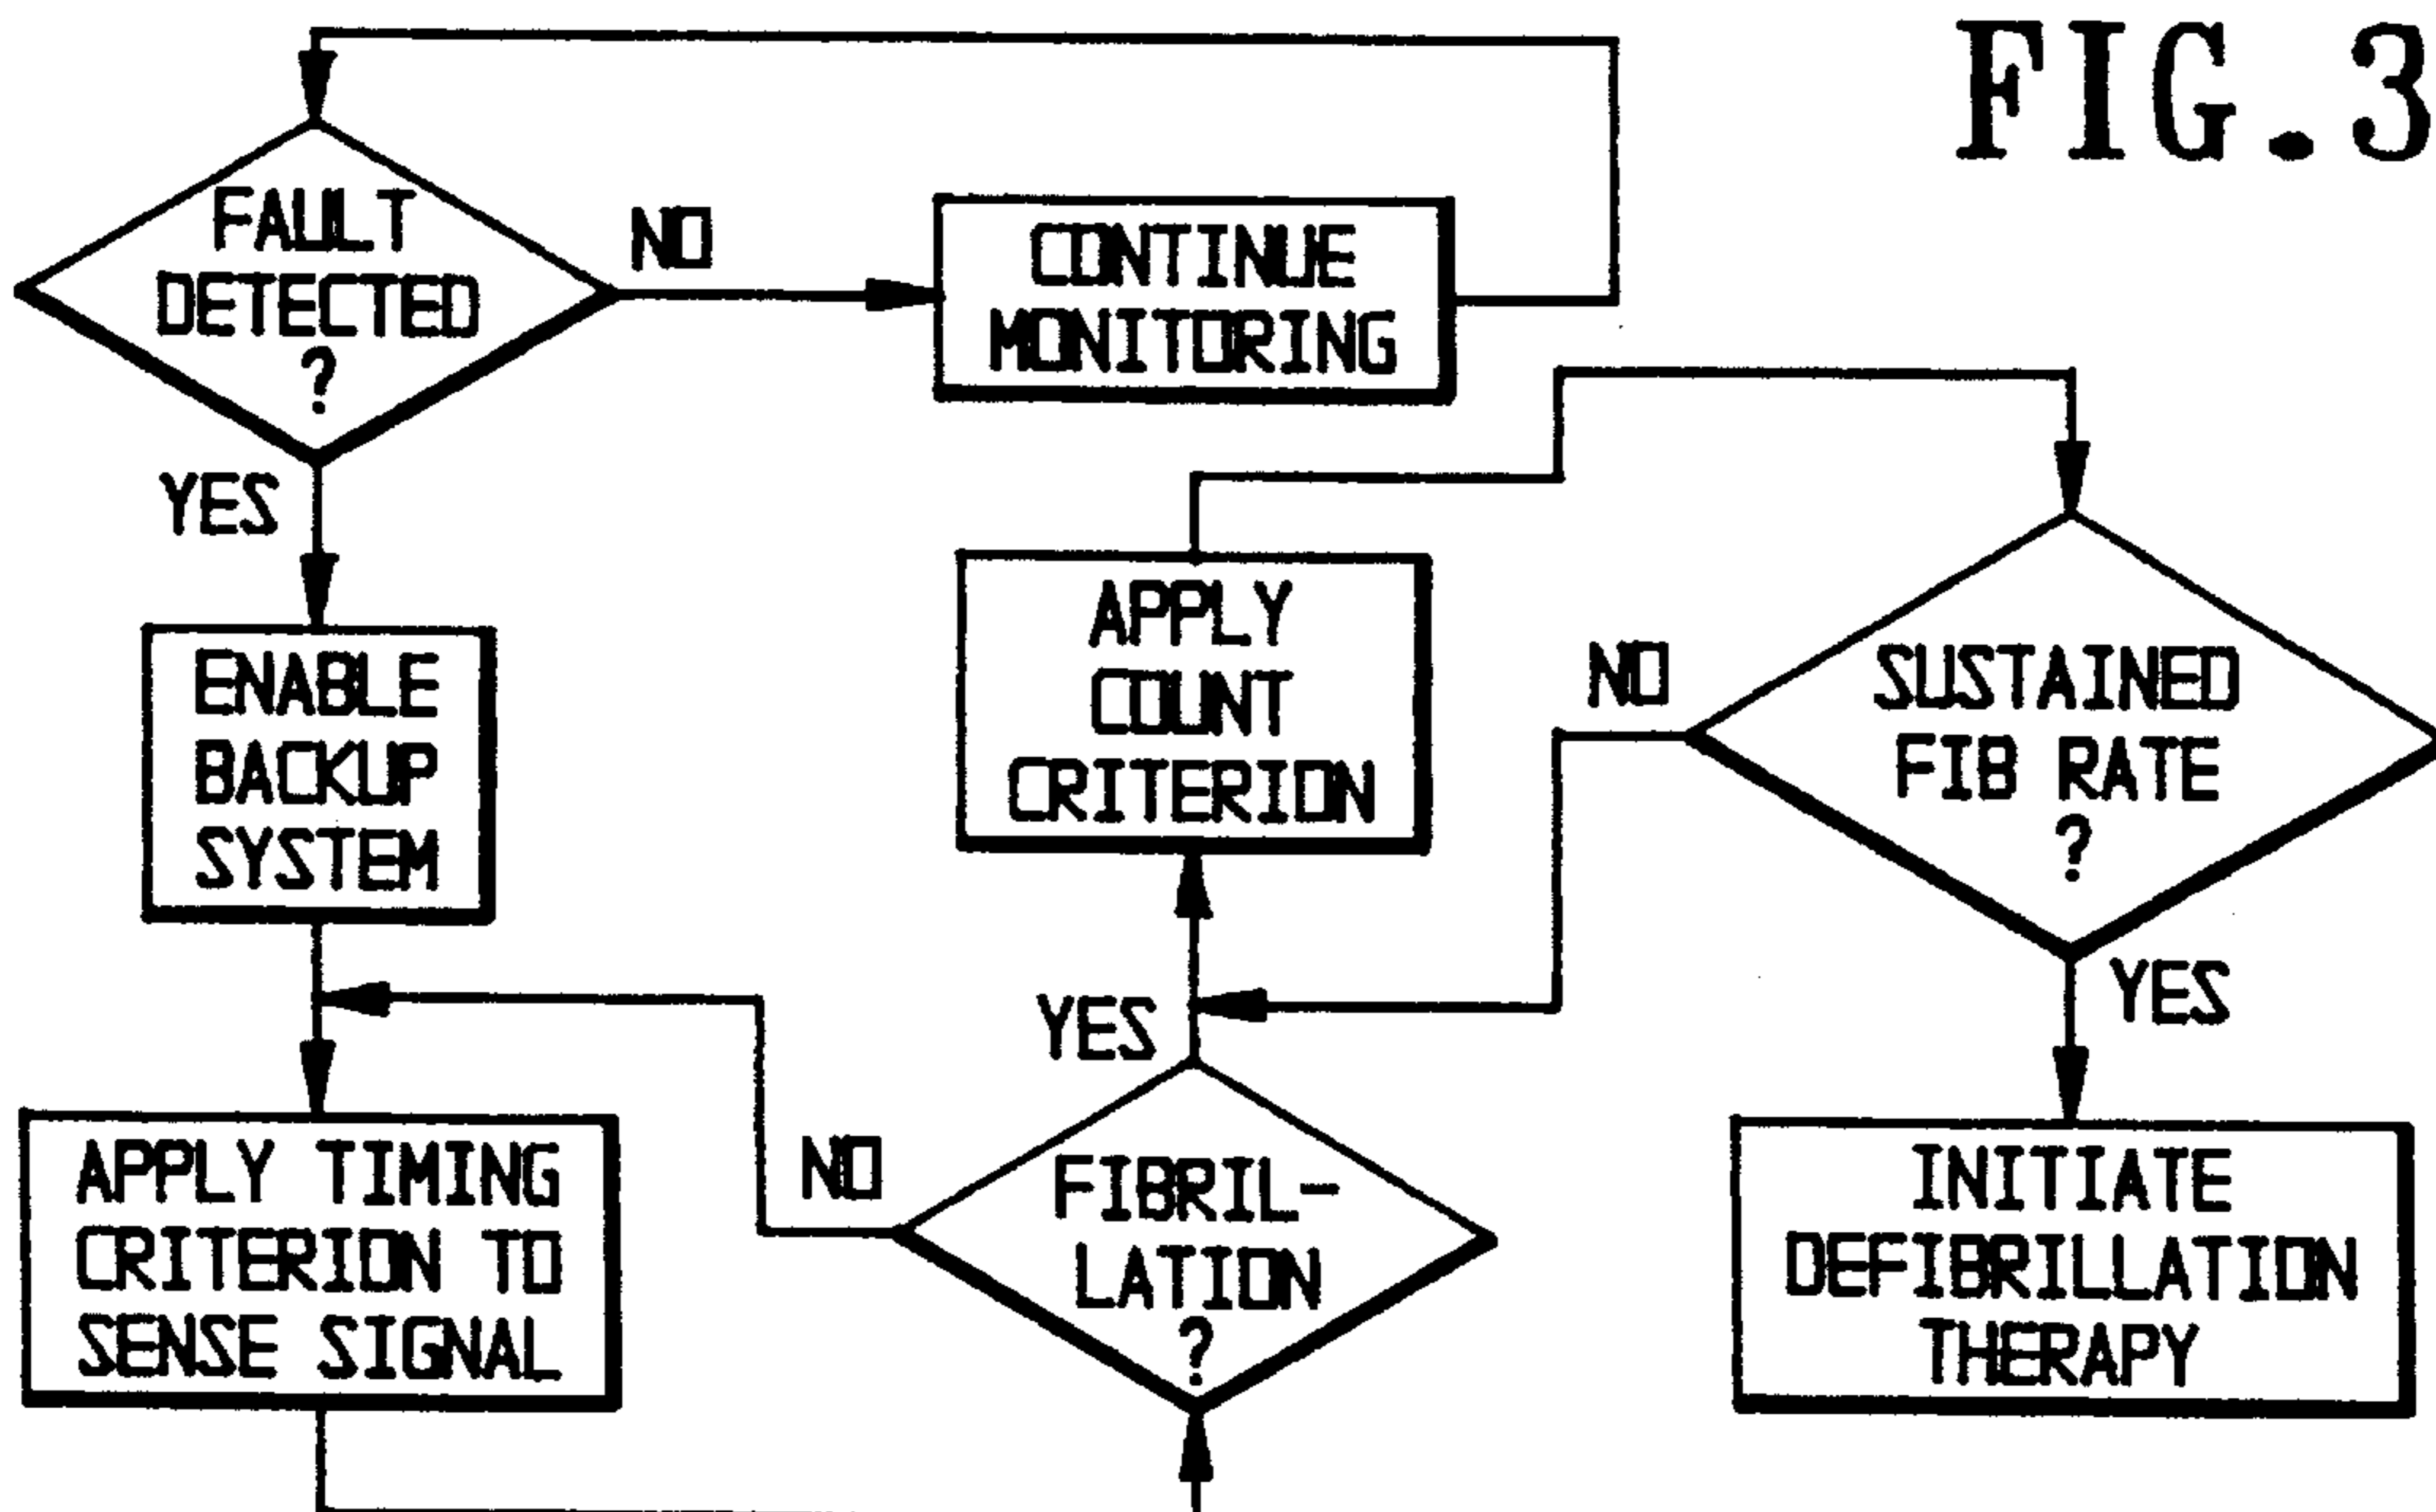 FIG.3
FAULT
DETECTED
?
NO
CONTINUE
MONITORING
YES
ENABLE
BACKUP
SYSTEM
APPLY TIMING
CRITERION TO
SENSE SIGNAL
NO
FIBRIL-
LATION
?
YES
APPLY
COUNT
CRITERION
NO
SUSTAINED
FIB RATE
?
YES
INITIATE
DEFIBRILLATION
THERAPY